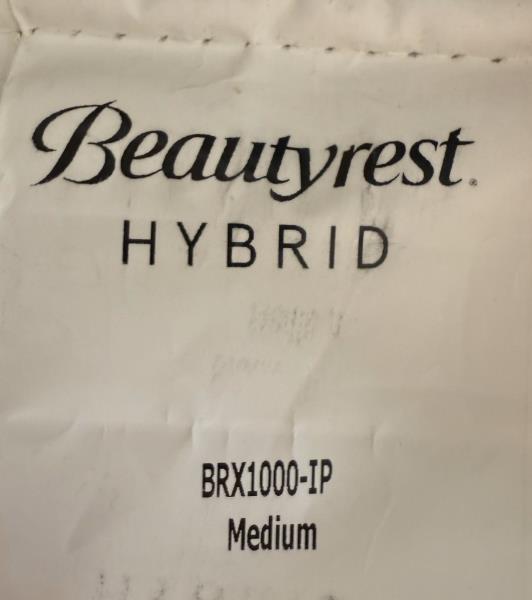 Beautyrest.
HYBRID
BRX1000-IP
Medium